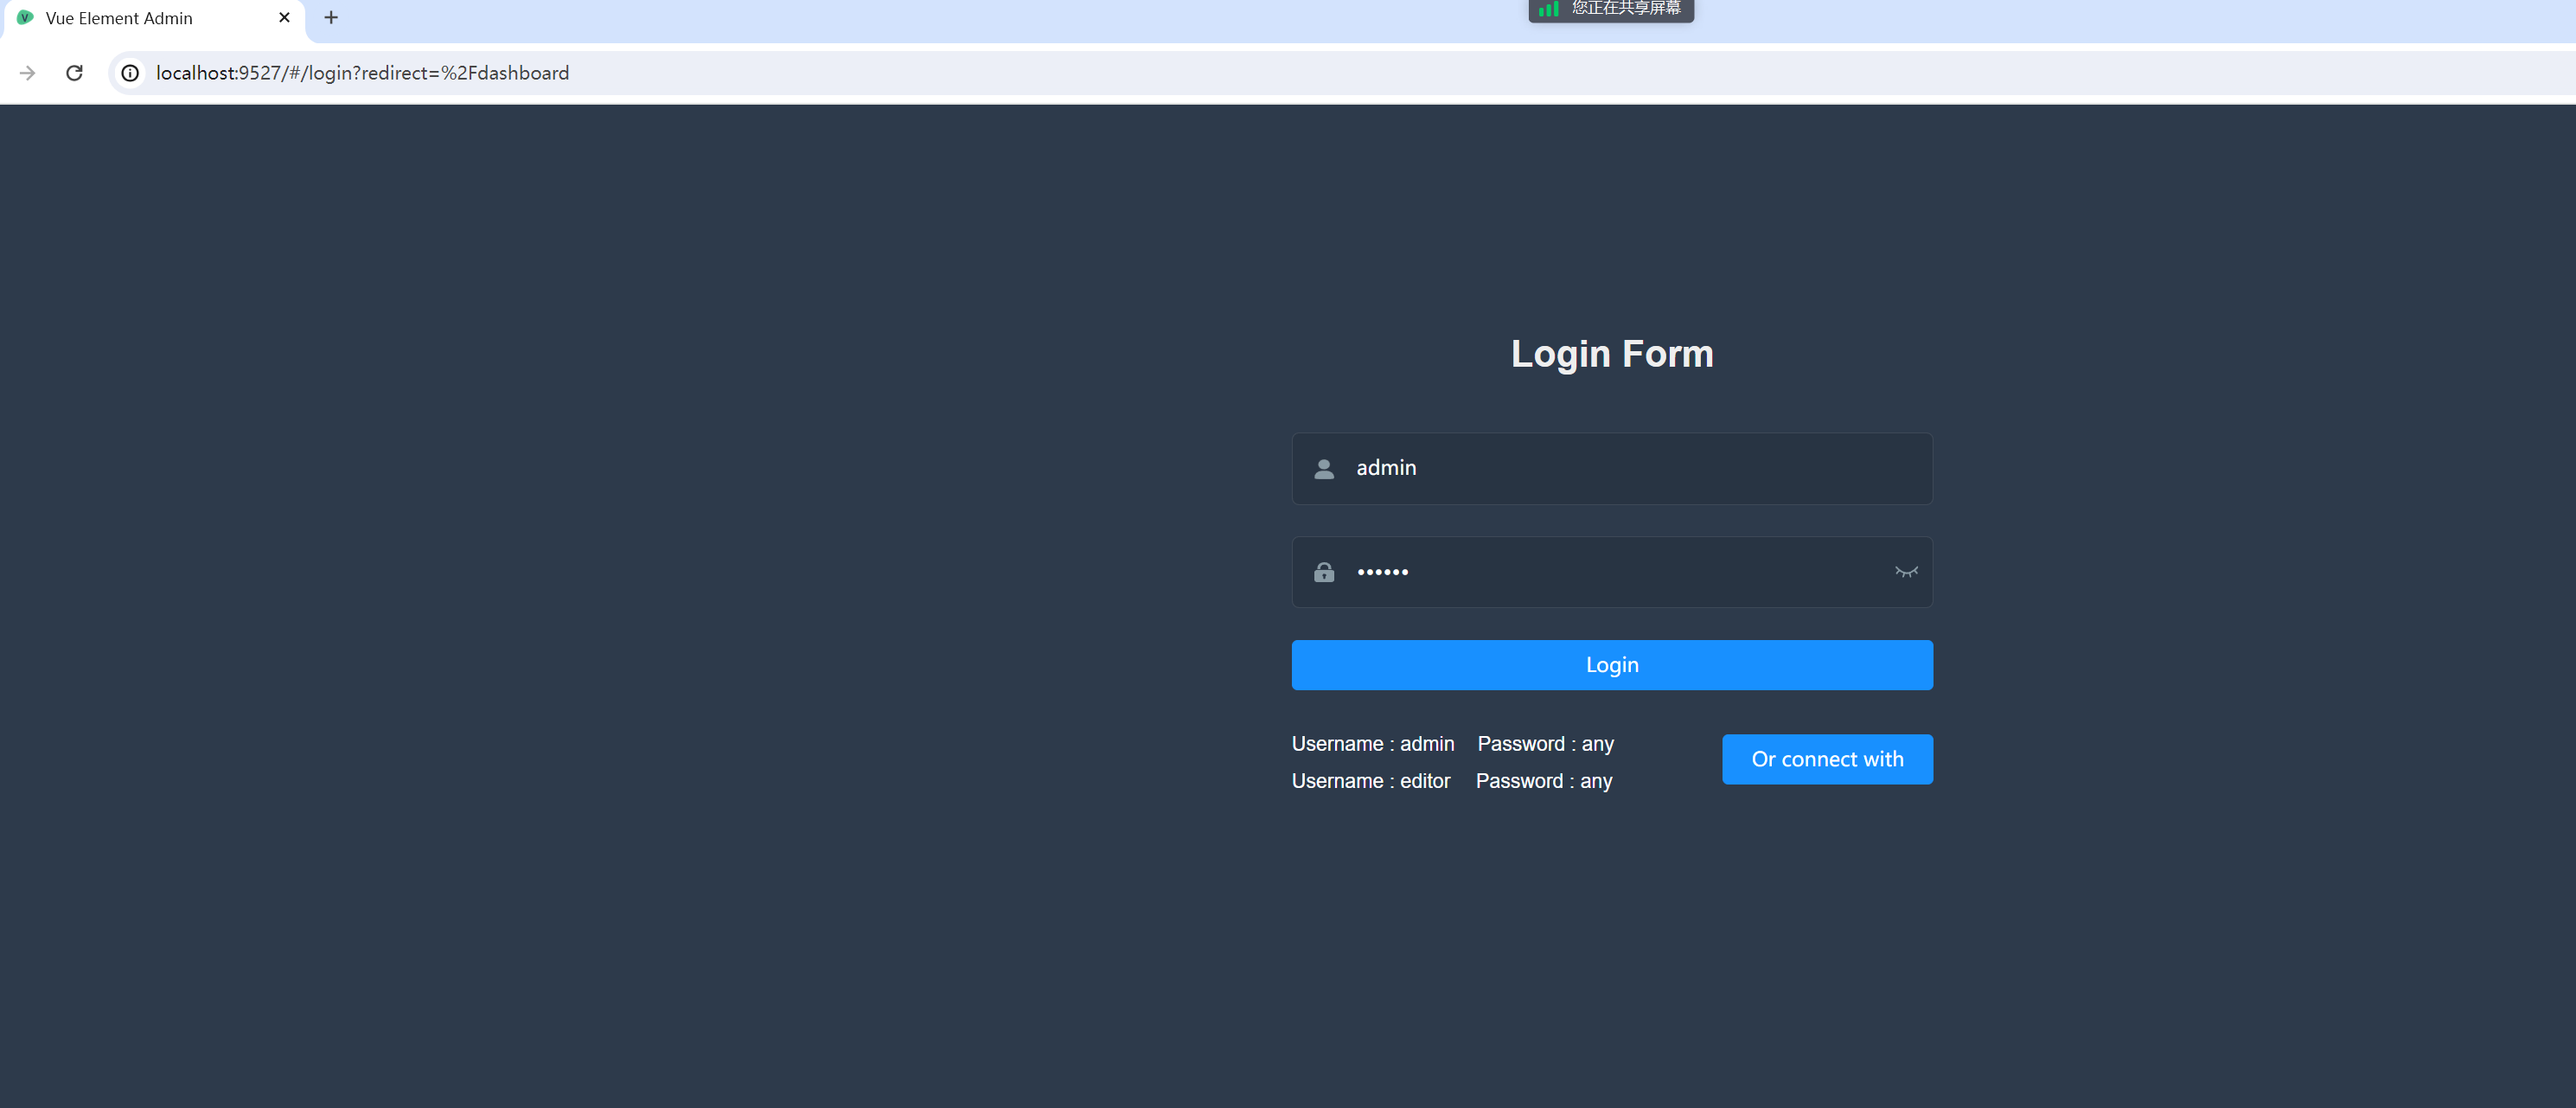 Vue Element Admin
您正在共享屏幕
localhost:9527/#/login?redirect=%2Fdashboard
Login Form
admin
••••••
Login
Username : admin Password : any
Username : editor Password : any
Or connect with